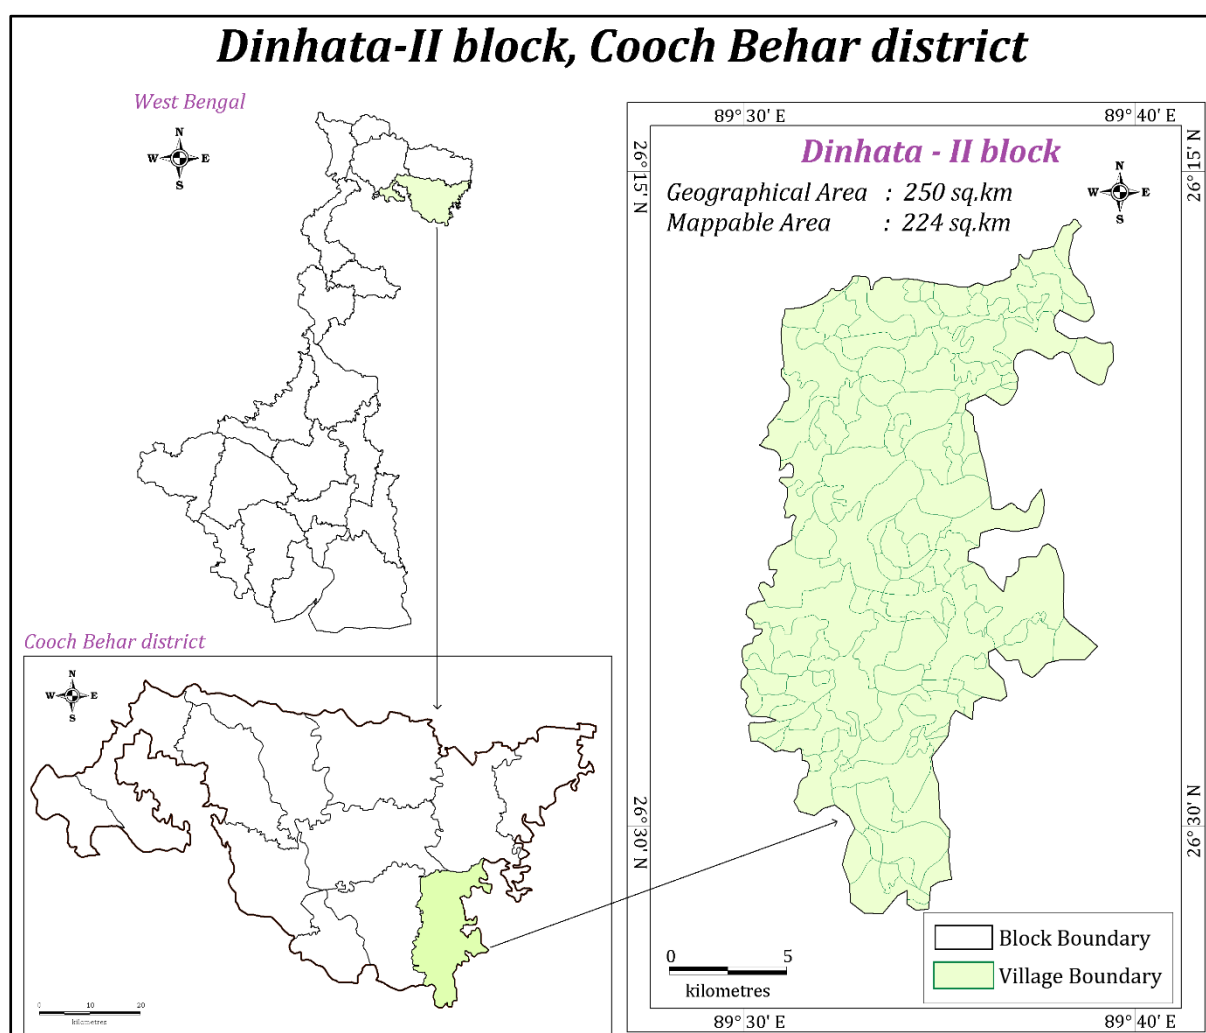 Dinhata-II block, Cooch Behar district
West Bengal
N
W E
S
89° 30' E 89° 40' E
26° 15' N 26° 15' N
Dinhata - II block
Geographical Area : 250 sq.km
Mappable Area : 224 sq.km
N
W E
S
Cooch Behar district
N
W E
S
26° 30' N 26° 30' N
0 5
kilometres
Block Boundary
Village Boundary
0 10 20
kilometres
89° 30' E 89° 40' E